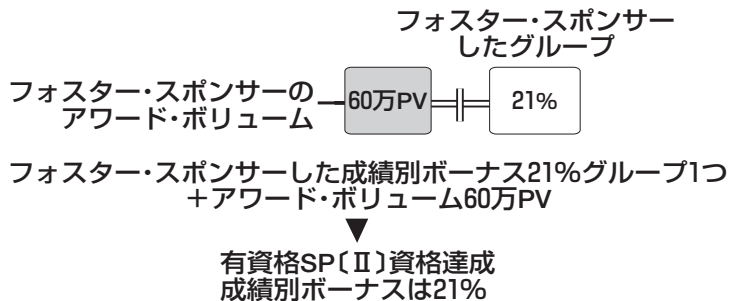 フォスター・スポンサー
したグループ
フォスター・スポンサーの
アワード・ボリューム
60万PV
21%
フォスター・スポンサーした成績別ボーナス21%グループ1つ
＋アワード・ボリューム60万PV
▼
有資格SP〔Ⅱ〕資格達成
成績別ボーナスは21%